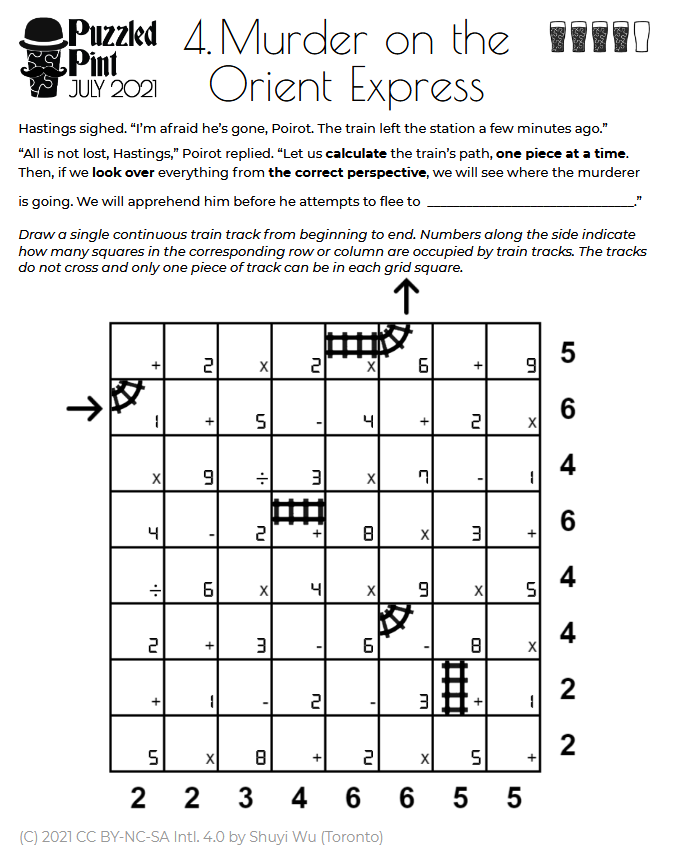 Puzzled
Pint
JULY 2021
4. Murder on the
Orient Express
Hastings sighed. “I’m afraid he’s gone, Poirot. The train left the station a few minutes ago.”
“All is not lost, Hastings,” Poirot replied. “Let us calculate the train’s path, one piece at a time.
Then, if we look over everything from the correct perspective, we will see where the murderer
is going. We will apprehend him before he attempts to flee to ______________________________.”
Draw a single continuous train track from beginning to end. Numbers along the side indicate
how many squares in the corresponding row or column are occupied by train tracks. The tracks
do not cross and only one piece of track can be in each grid square.
+ 2 x 2 x 6 + 9 5
1 + 5 - 4 + 2 x 6
x 9 ÷ 3 x 7 - 1 4
4 - 2 + 8 x 3 + 6
÷ 6 x 4 x 9 x 5 4
2 + 3 - 6 - 8 x 4
+ 1 - 2 - 3 + 1 2
5 x 8 + 2 x 5 + 2
2 2 3 4 6 6 5 5
(C) 2021 CC BY-NC-SA Intl. 4.0 by Shuyi Wu (Toronto)